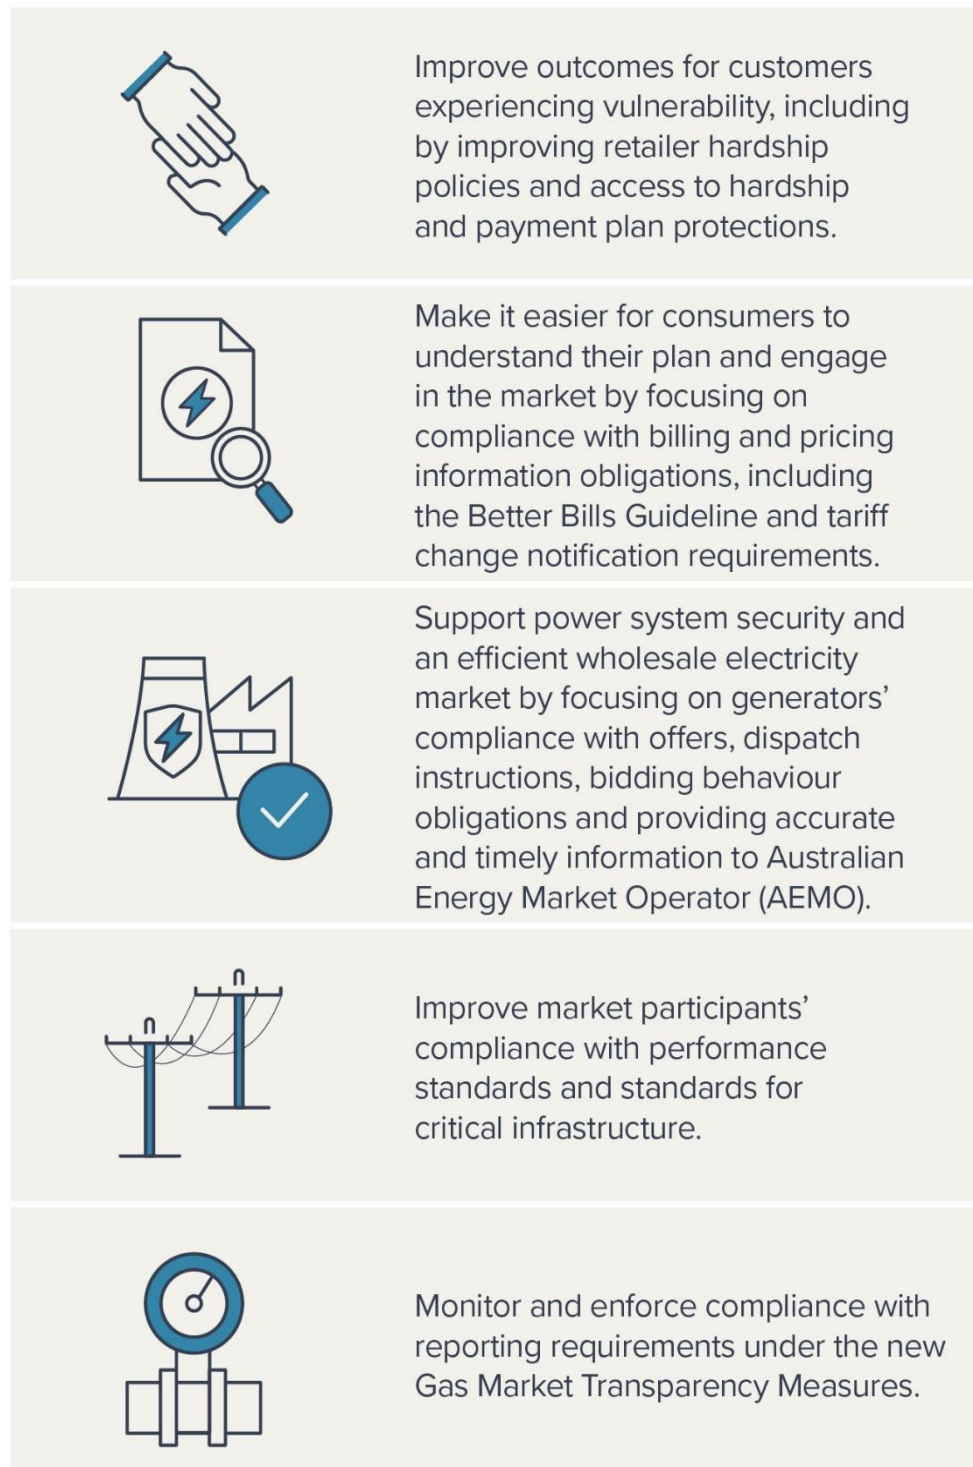 Improve outcomes for customers
experiencing vulnerability, including
by improving retailer hardship
policies and access to hardship
and payment plan protections.
Make it easier for consumers to
understand their plan and engage
in the market by focusing on
compliance with billing and pricing
information obligations, including
the Better Bills Guideline and tariff
change notification requirements.
Support power system security and
an efficient wholesale electricity
market by focusing on generators’
compliance with offers, dispatch
instructions, bidding behaviour
obligations and providing accurate
and timely information to Australian
Energy Market Operator (AEMO).
Improve market participants’
compliance with performance
standards and standards for
critical infrastructure.
Monitor and enforce compliance with
reporting requirements under the new
Gas Market Transparency Measures.